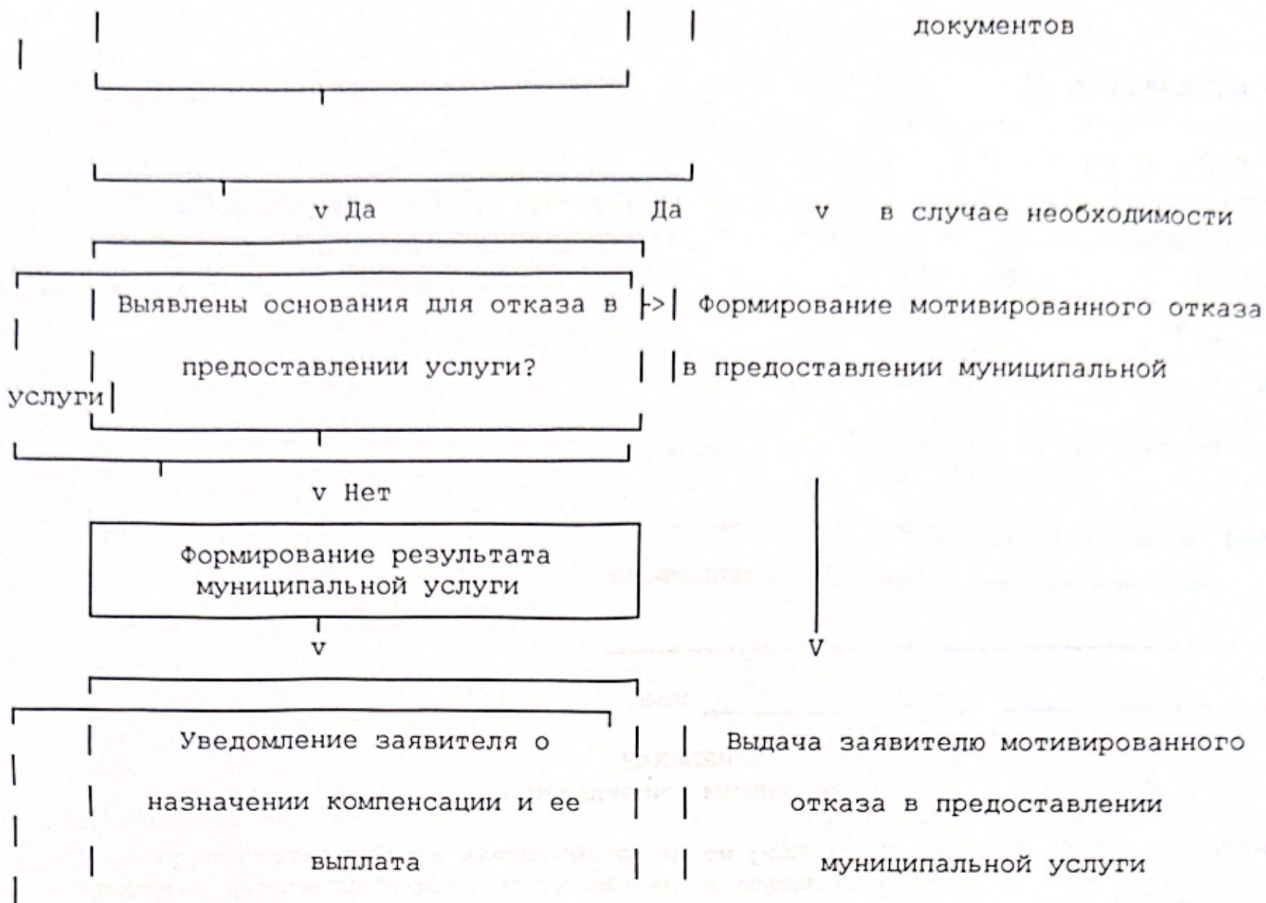 документов
v Да Да v в случае необходимости
Выявлены основания для отказа в |->| Формирование мотивированного отказа
предоставлении услуги? | |в предоставлении муниципальной
услуги|
v Нет
Формирование результата
муниципальной услуги
v V
Уведомление заявителя о | | Выдача заявителю мотивированного
назначении компенсации и ее | | отказа в предоставлении
выплата | | муниципальной услуги